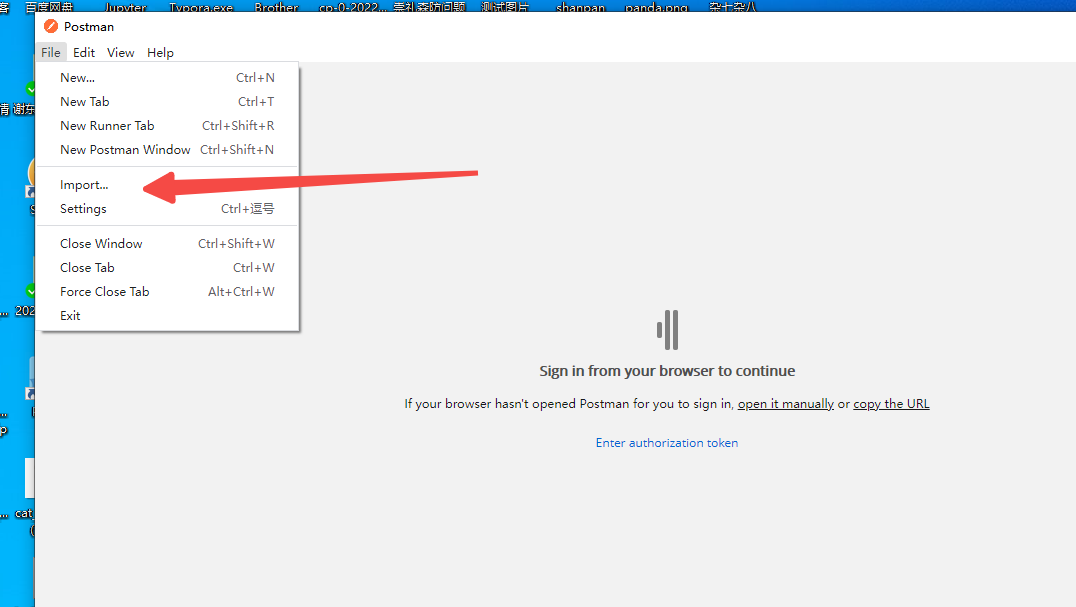 百度网盘 Jupyter Typora.exe Brother cp-0-2022... 崇礼森防问题 测试图片 shanpan panda.png 杂七杂八
Postman
File Edit View Help
New... Ctrl+N
New Tab Ctrl+T
New Runner Tab Ctrl+Shift+R
New Postman Window Ctrl+Shift+N
Import...
Settings Ctrl+逗号
Close Window Ctrl+Shift+W
Close Tab Ctrl+W
Force Close Tab Alt+Ctrl+W
Exit
Sign in from your browser to continue
If your browser hasn't opened Postman for you to sign in, open it manually or copy the URL
Enter authorization token
谢东
202
cat_